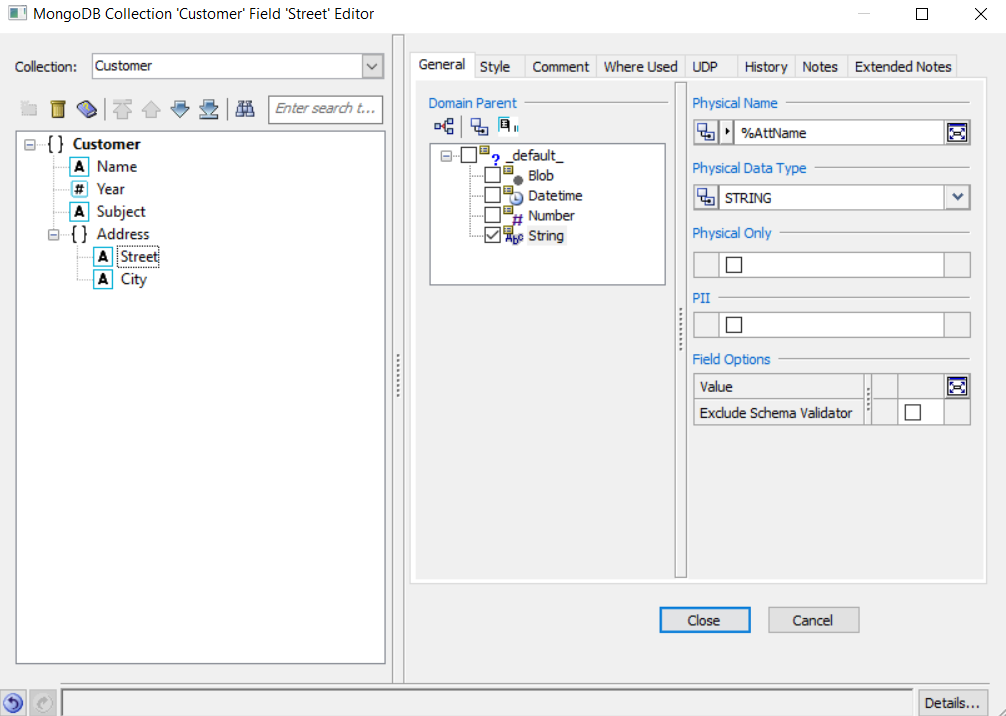 MongoDB Collection 'Customer' Field 'Street' Editor
Collection: Customer
Enter search t...
{ } Customer
A Name
# Year
A Subject
{ } Address
A Street
A City
General Style Comment Where Used UDP History Notes Extended Notes
Domain Parent
? _default_
Blob
Datetime
# Number
Abc String
Physical Name
%AttName
Physical Data Type
STRING
Physical Only
PII
Field Options
Value
Exclude Schema Validator
Close Cancel
Details...